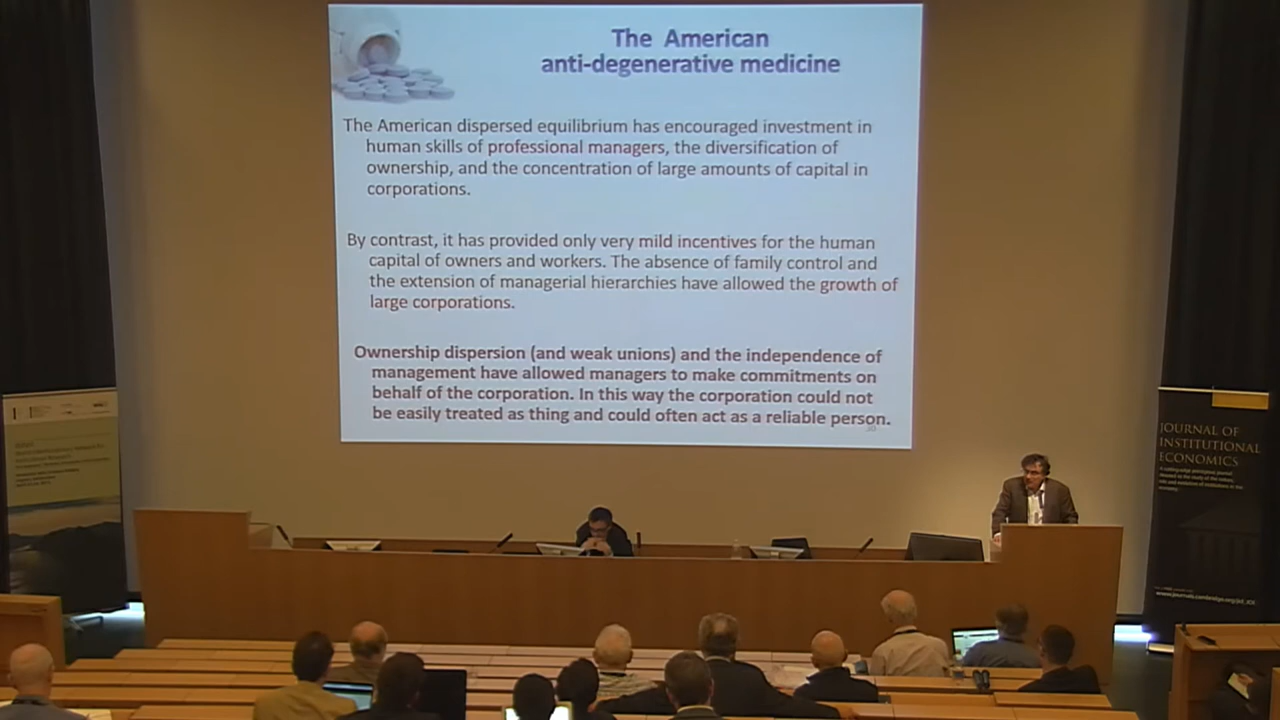 The American
anti-degenerative medicine
The American dispersed equilibrium has encouraged investment in
human skills of professional managers, the diversification of
ownership, and the concentration of large amounts of capital in
corporations.
By contrast, it has provided only very mild incentives for the human
capital of owners and workers. The absence of family control and
the extension of managerial hierarchies have allowed the growth of
large corporations.
Ownership dispersion (and weak unions) and the independence of
management have allowed managers to make commitments on
behalf of the corporation. In this way the corporation could not
be easily treated as thing and could often act as a reliable person.
JOURNAL OF
INSTITUTIONAL
ECONOMICS